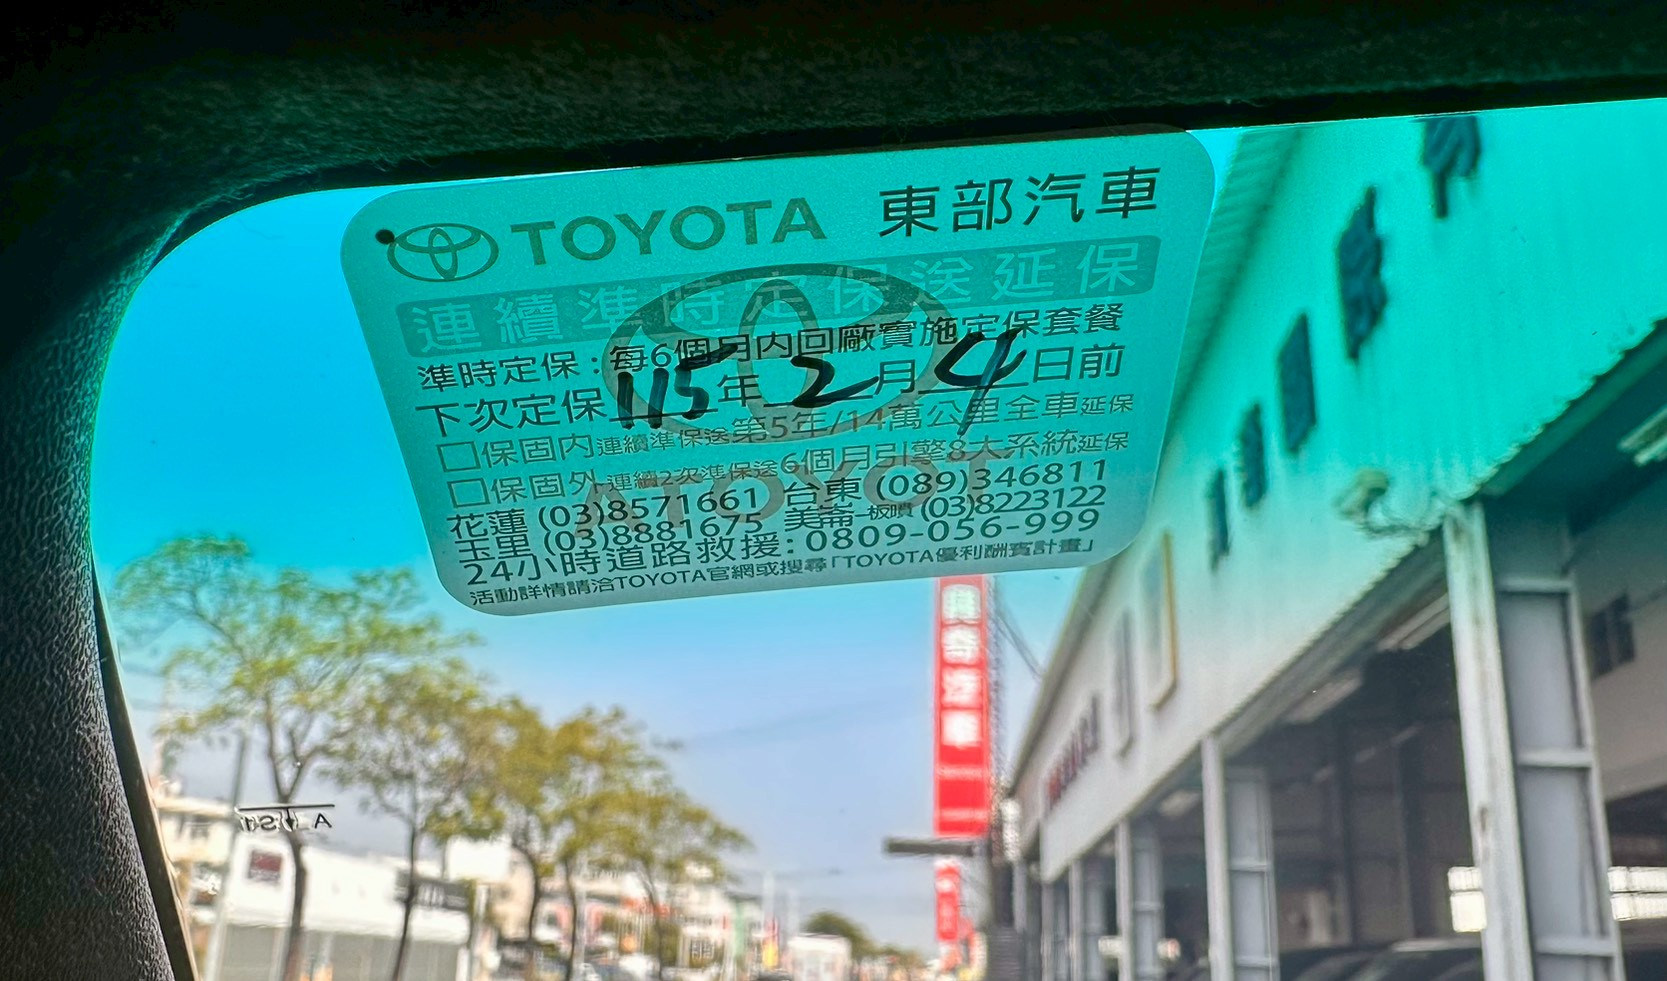 TOYOTA 東部汽車
連續準時定保送延保
準時定保:每6個月內回廠實施定保套餐
下次定保115年2月4日前
□保固內連續準保送第5年/14萬公里全車延保
□保固外連續2次準保送6個月引擎8大系統延保
花蓮 (03)8571661 台東 (089)346811
玉里 (03)8881675 美崙-板噴 (03)8223122
24小時道路救援:0809-056-999
活動詳情請洽TOYOTA官網或搜尋「TOYOTA優利酬賓計畫」
TOYOTA
汽車